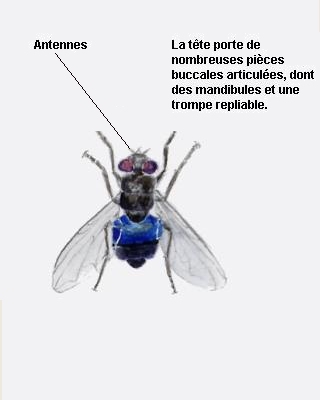 Antennes
La tête porte de
nombreuses pièces
buccales articulées, dont
des mandibules et une
trompe repliable.